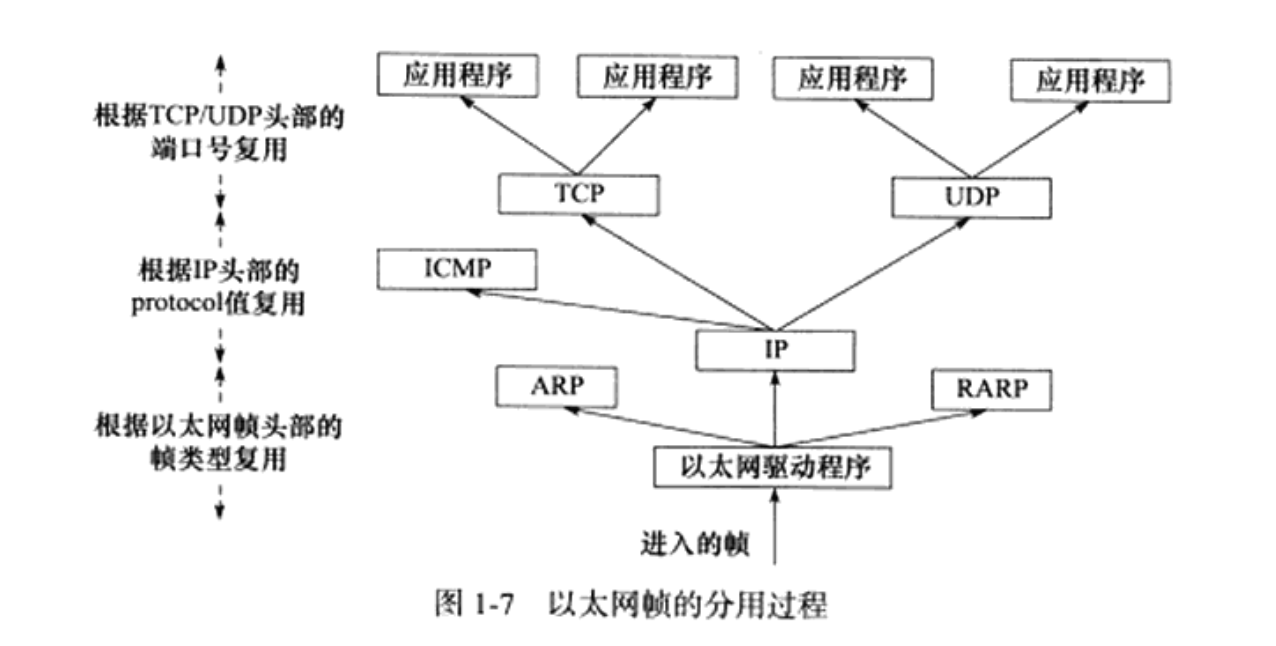 应用程序
应用程序
应用程序
应用程序
根据TCP/UDP头部的
端口号复用
TCP
UDP
ICMP
根据IP头部的
protocol值复用
IP
ARP
RARP
根据以太网帧头部的
帧类型复用
以太网驱动程序
进入的帧
图 1-7 以太网帧的分用过程